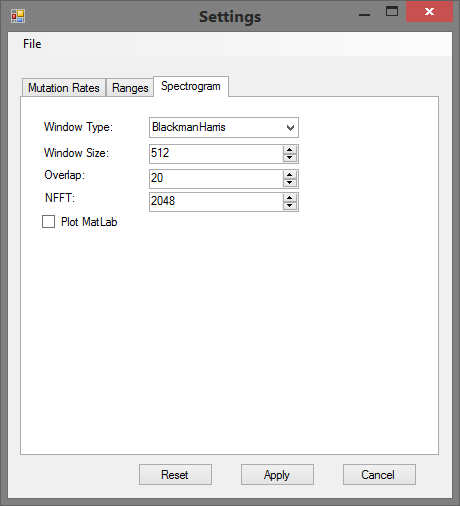 Settings
File
Mutation Rates Ranges Spectrogram
Window Type: BlackmanHarris
Window Size: 512
Overlap: 20
NFFT: 2048
Plot MatLab
Reset Apply Cancel